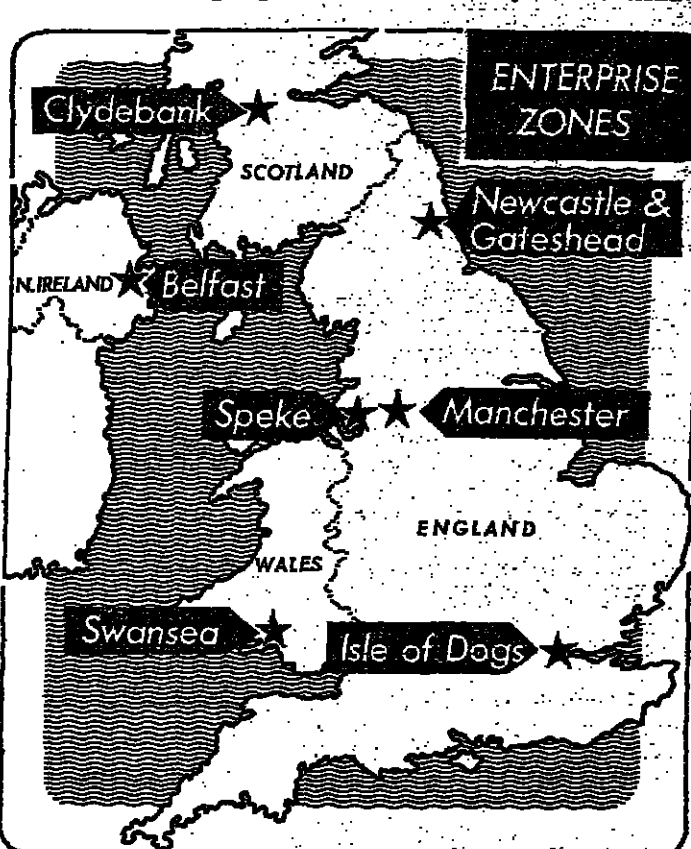 ENTERPRISE
ZONES
Clydebank
SCOTLAND
Newcastle &
Gateshead
N.IRELAND
Belfast
Speke
Manchester
ENGLAND
WALES
Swansea
Isle of Dogs